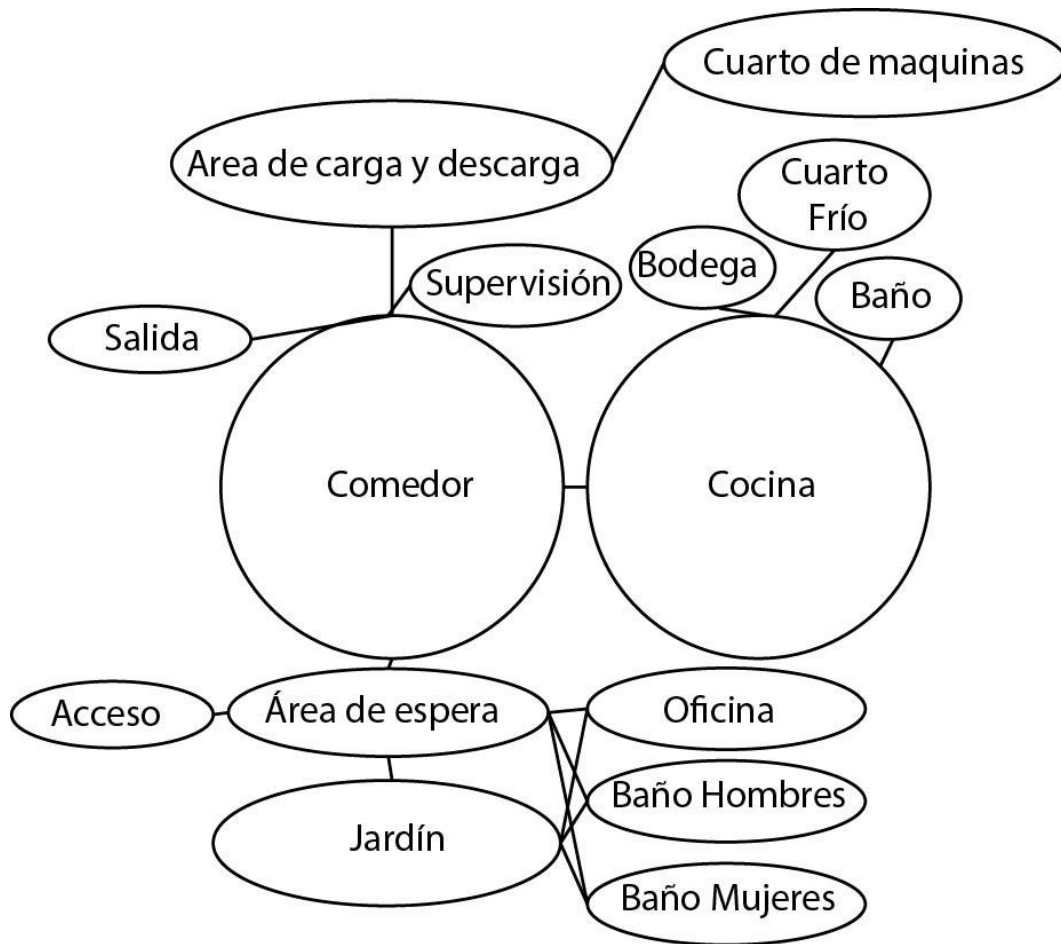 Cuarto de maquinas
Area de carga y descarga
Cuarto
Frío
Bodega
Supervisión
Baño
Salida
Comedor
Cocina
Acceso
Área de espera
Oficina
Baño Hombres
Jardín
Baño Mujeres